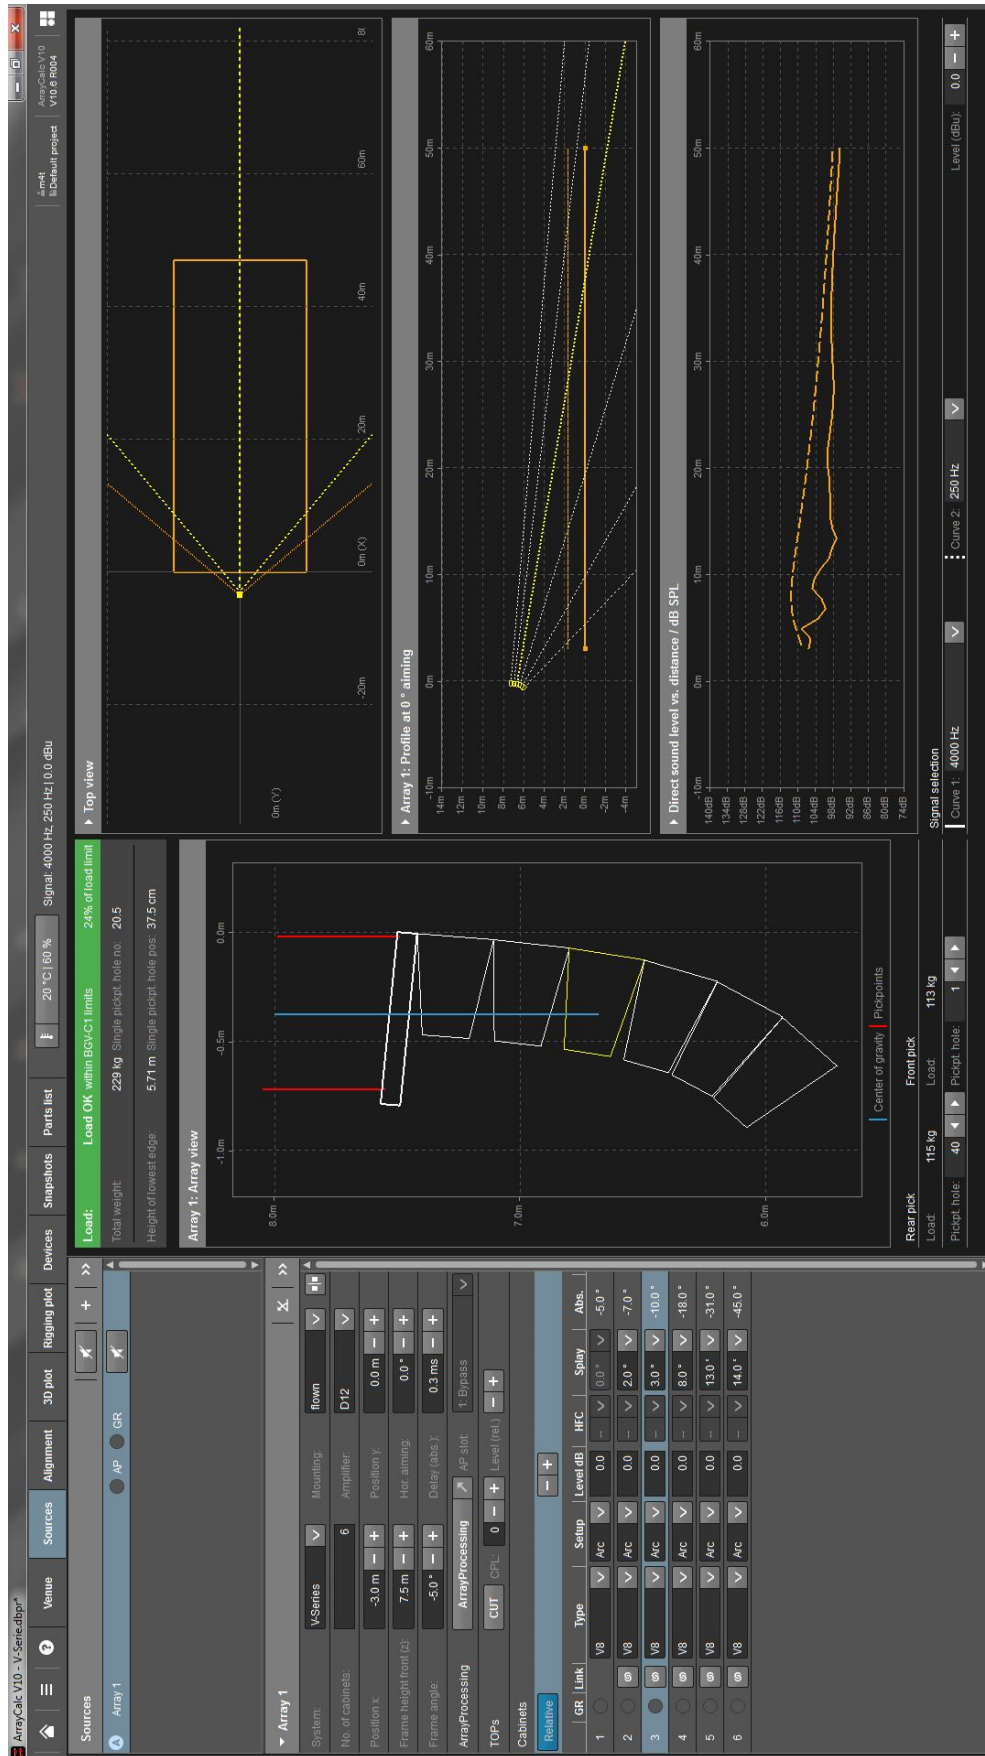 ArrayCalc V10 - V-Serie.dbpr*
Venue
Sources
Alignment
3D plot
Rigging plot
Devices
Snapshots
Parts list
20 °C | 60 %
Signal: 4000 Hz, 250 Hz | 0.0 dBu
m4t
Default project
ArrayCalc V10
V10.6 R004
Sources
A Array 1
AP
GR
Array 1
System: V-Series
Mounting: flown
No. of cabinets: 6
Amplifier: D12
Position x: -3.0 m − +
Position y: 0.0 m − +
Frame height front (z): 7.5 m − +
Hor. aiming: 0.0 ° − +
Frame angle: -5.0 ° − +
Delay (abs.): 0.3 ms − +
ArrayProcessing
ArrayProcessing
AP slot: 1: Bypass
TOPs
CUT
CPL: 0 − +
Level (rel.) − +
Cabinets
Relative
− +
GR Link Type Setup Level dB HFC Splay Abs.
1 V8 Arc 0.0 – 0.0 ° -5.0 °
2 V8 Arc 0.0 – 2.0 ° -7.0 °
3 V8 Arc 0.0 – 3.0 ° -10.0 °
4 V8 Arc 0.0 – 8.0 ° -18.0 °
5 V8 Arc 0.0 – 13.0 ° -31.0 °
6 V8 Arc 0.0 – 14.0 ° -45.0 °
Load: Load OK within BGV-C1 limits 24% of load limit
Total weight: 229 kg Single pickpt. hole no: 20.5
Height of lowest edge: 5.71 m Single pickpt. hole pos: 37.5 cm
Array 1: Array view
-1.0m
-0.5m
0.0m
8.0m
7.0m
6.0m
Center of gravity
Pickpoints
Rear pick
Front pick
Load: 115 kg
Load: 113 kg
Pickpt. hole: 40
Pickpt. hole: 1
Top view
0m (Y)
-20m
0m (X)
20m
40m
60m
Array 1: Profile at 0 ° aiming
-10m
0m
10m
20m
30m
40m
50m
60m
14m
12m
10m
8m
6m
4m
2m
0m
-2m
-4m
Direct sound level vs. distance / dB SPL
-10m
0m
10m
20m
30m
40m
50m
60m
140dB
134dB
128dB
122dB
116dB
110dB
104dB
98dB
92dB
86dB
80dB
74dB
Signal selection
Curve 1: 4000 Hz
Curve 2: 250 Hz
Level (dBu): 0.0 − +